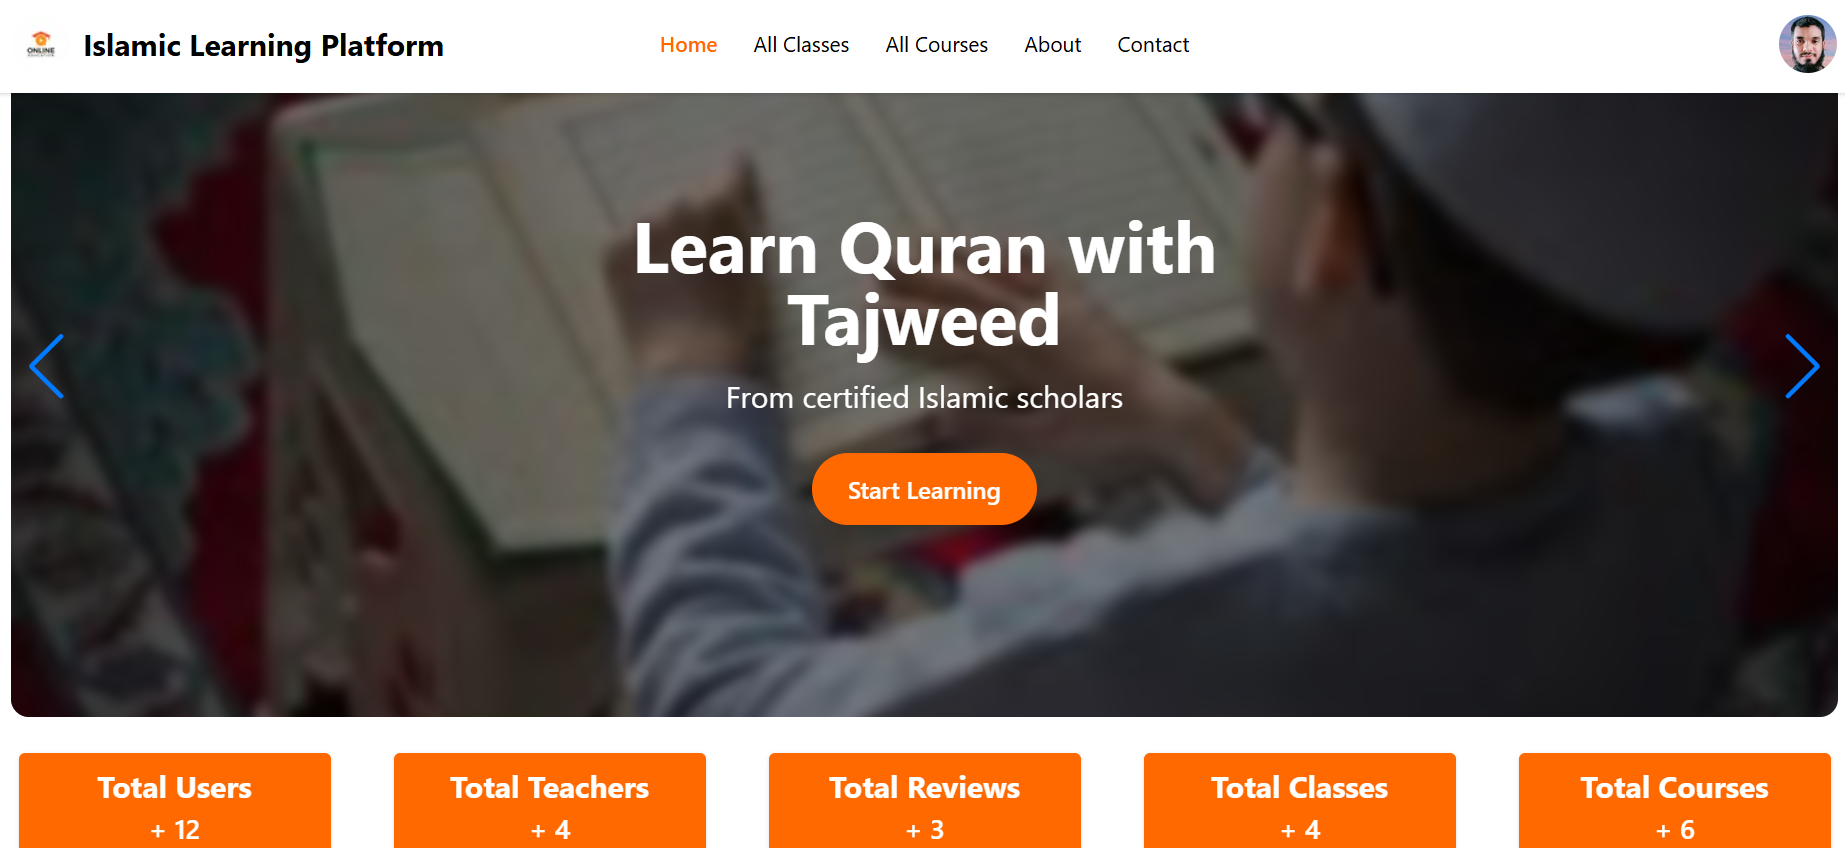 ONLINE
EDUCATION
Islamic Learning Platform
Home
All Classes
All Courses
About
Contact
Learn Quran with
Tajweed
From certified Islamic scholars
Start Learning
Total Users
+ 12
Total Teachers
+ 4
Total Reviews
+ 3
Total Classes
+ 4
Total Courses
+ 6